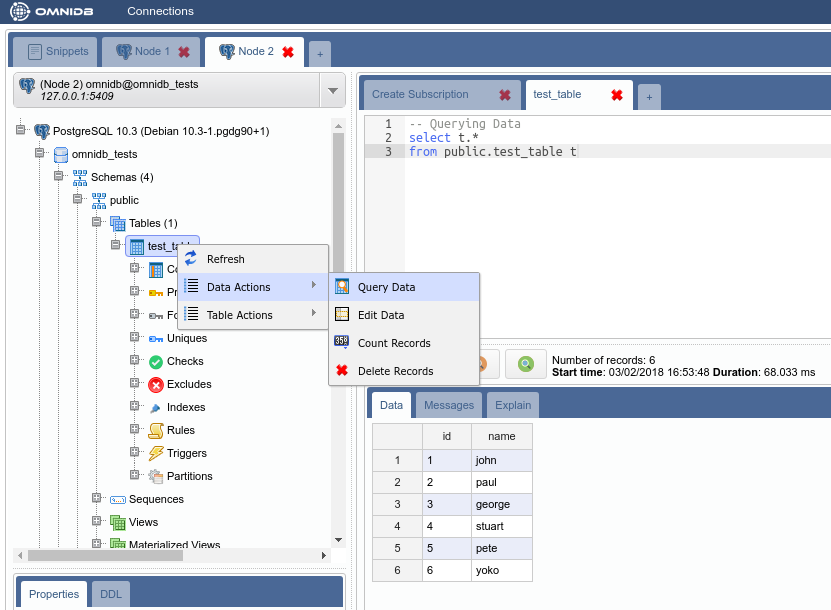 OMNIDB Connections
Snippets Node 1 Node 2 +
(Node 2) omnidb@omnidb_tests
127.0.0.1:5409
PostgreSQL 10.3 (Debian 10.3-1.pgdg90+1)
omnidb_tests
Schemas (4)
public
Tables (1)
Refresh
Data Actions
Table Actions
Query Data
Edit Data
Count Records
Delete Records
Uniques
Checks
Excludes
Indexes
Rules
Triggers
Partitions
Sequences
Views
Materialized Views
Properties DDL
Create Subscription test_table +
1 -- Querying Data
2 select t.*
3 from public.test_table t
Number of records: 6
Start time: 03/02/2018 16:53:48 Duration: 68.033 ms
Data Messages Explain
id name
1 1 john
2 2 paul
3 3 george
4 4 stuart
5 5 pete
6 6 yoko